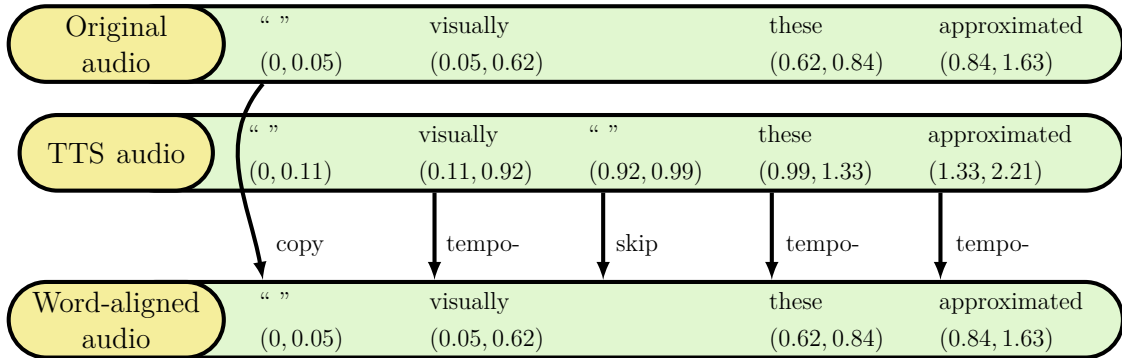 Original audio
“ ” visually these approximated
(0, 0.05) (0.05, 0.62) (0.62, 0.84) (0.84, 1.63)
TTS audio
“ ” visually “ ” these approximated
(0, 0.11) (0.11, 0.92) (0.92, 0.99) (0.99, 1.33) (1.33, 2.21)
copy tempo- skip tempo- tempo-
Word-aligned audio
“ ” visually these approximated
(0, 0.05) (0.05, 0.62) (0.62, 0.84) (0.84, 1.63)